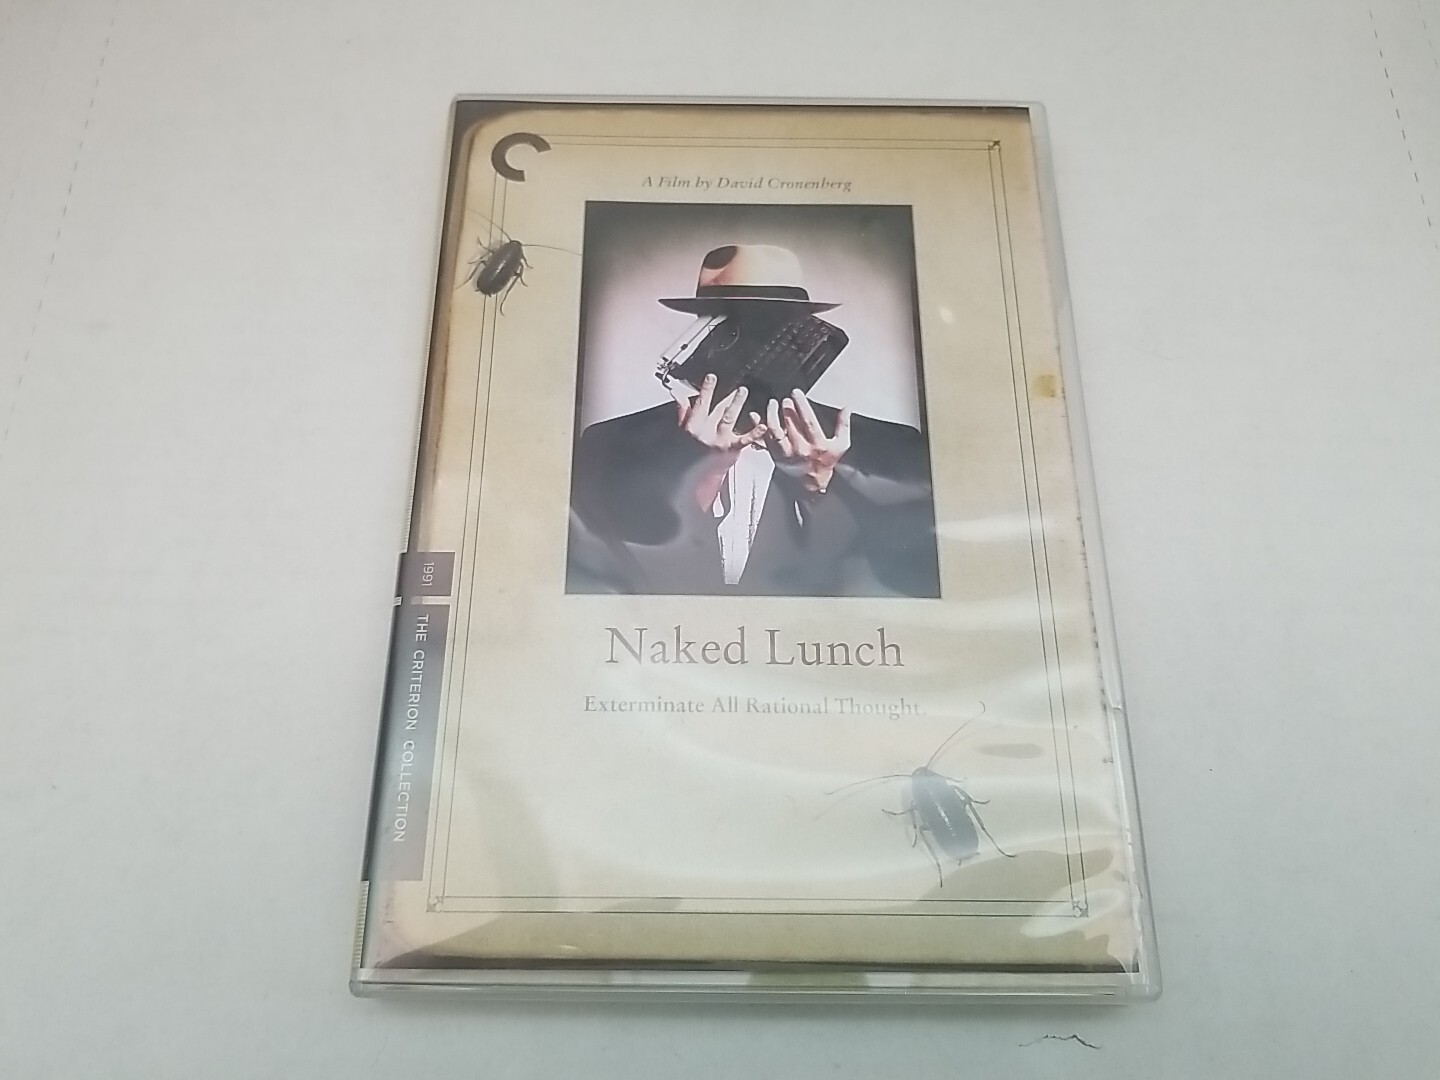 A Film by David Cronenberg
1991
THE CRITERION COLLECTION
Naked Lunch
Exterminate All Rational Thought.